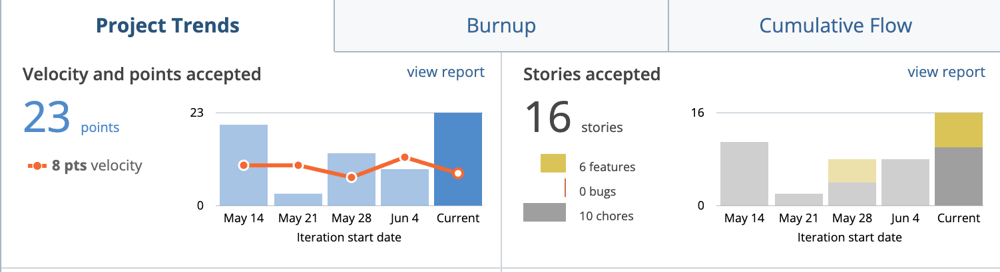 Project Trends
Burnup
Cumulative Flow
Velocity and points accepted
view report
23 points
8 pts velocity
23
0
May 14 May 21 May 28 Jun 4 Current
Iteration start date
Stories accepted
view report
16 stories
6 features
0 bugs
10 chores
16
0
May 14 May 21 May 28 Jun 4 Current
Iteration start date